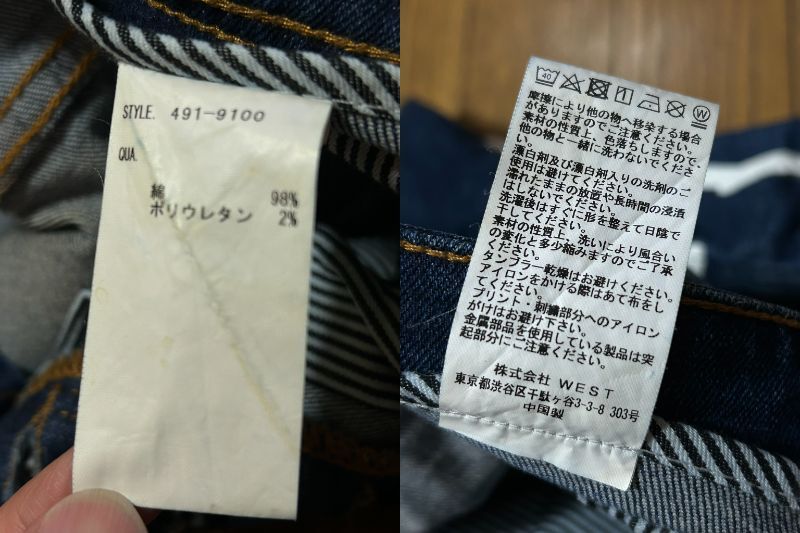 STYLE. 491-9100
QUA.
綿 98%
ポリウレタン 2%
40
W
摩擦により他の物へ移染する場合
がありますのでご注意ください。
素材の性質上、色落ちしますので、
他の物と一緒に洗わないでくださ
い。
漂白剤及び漂白剤入りの洗剤のご
使用は避けてください。
濡れたままの放置や長時間の浸漬
はしないでください。
洗濯後はすぐに形を整えて日陰で
干してください。
素材の性質上、洗いにより風合い
の変化と多少縮みますのでご了承
ください。
タンブラー乾燥はお避けください。
アイロンをかける際はあて布をし
てください。
プリント・刺繍部分へのアイロン
がけはお避け下さい。
金属部品を使用している製品は突
起部分にご注意ください。
株式会社 WEST
東京都渋谷区千駄ヶ谷3-3-8 303号
中国製